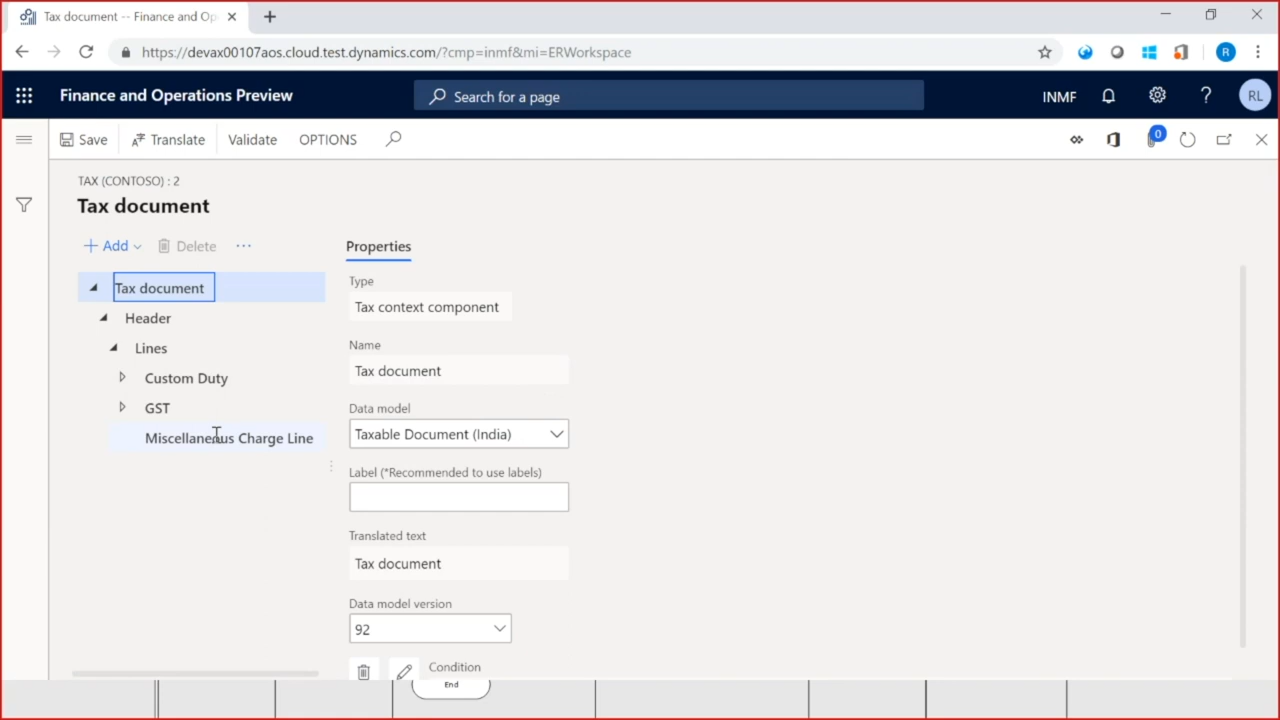 Tax document -- Finance and Op
https://devax00107aos.cloud.test.dynamics.com/?cmp=inmf&mi=ERWorkspace
R
Finance and Operations Preview
Search for a page
INMF
?
RL
Save
Translate
Validate
OPTIONS
0
TAX (CONTOSO) : 2
Tax document
+ Add
Delete
...
Properties
Tax document
Header
Lines
Custom Duty
GST
Miscellaneous Charge Line
Type
Tax context component
Name
Tax document
Data model
Taxable Document (India)
Label (*Recommended to use labels)
Translated text
Tax document
Data model version
92
Condition
End